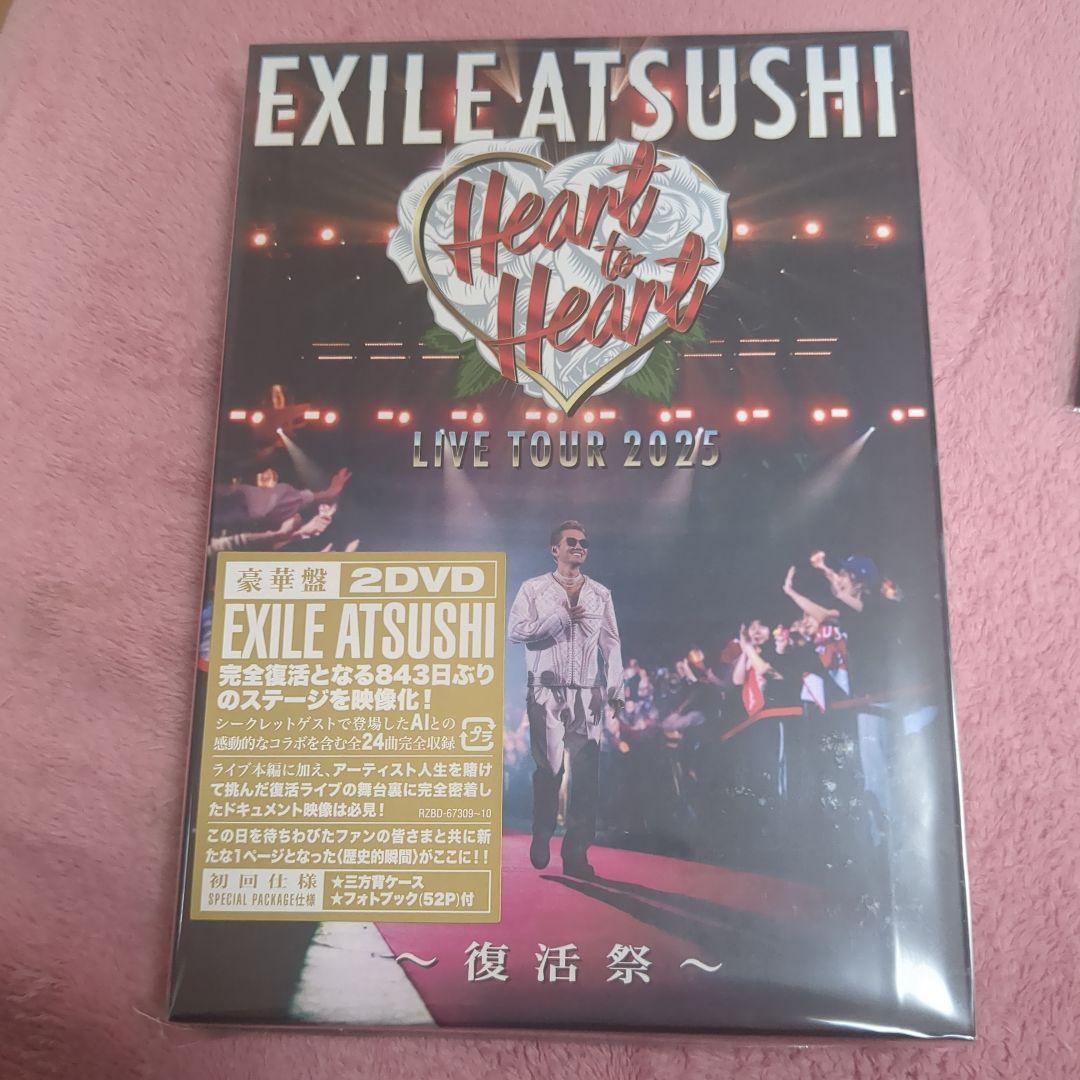 EXILE ATSUSHI
Heart
to
Heart
LIVE TOUR 2025
豪華盤 2DVD
EXILE ATSUSHI
完全復活となる843日ぶり
のステージを映像化！
シークレットゲストで登場したAIとの
感動的なコラボを含む全24曲完全収録
プラ
ライブ本編に加え、アーティスト人生を賭け
て挑んだ復活ライブの舞台裏に完全密着し
たドキュメント映像は必見！ RZBD-67309~10
この日を待ちわびたファンの皆さまと共に新
たな1ページとなった〈歴史的瞬間〉がここに！！
初回仕様
SPECIAL PACKAGE仕様
★三方背ケース
★フォトブック(52P)付
～復活祭～